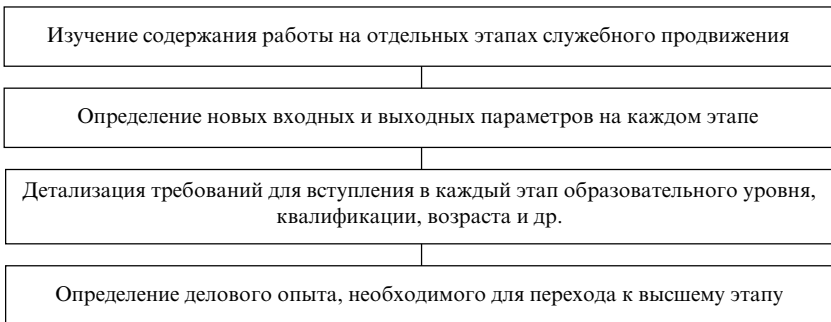 Изучение содержания работы на отдельных этапах служебного продвижения
Определение новых входных и выходных параметров на каждом этапе
Детализация требований для вступления в каждый этап образовательного уровня,
квалификации, возраста и др.
Определение делового опыта, необходимого для перехода к высшему этапу